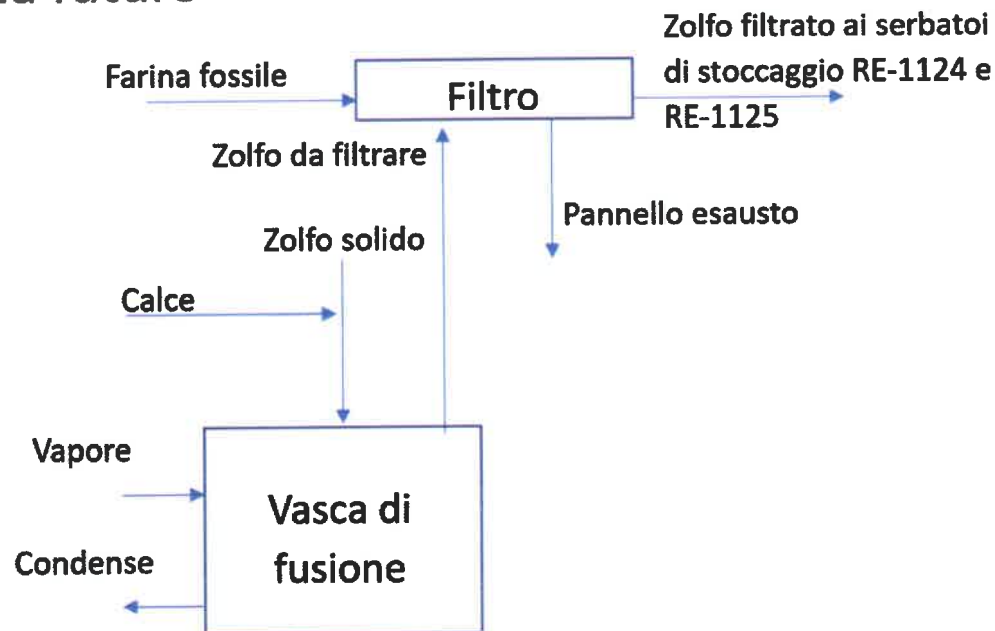 Zolfo filtrato ai serbatoi
di stoccaggio RE-1124 e
RE-1125
Farina fossile
Filtro
Zolfo da filtrare
Pannello esausto
Zolfo solido
Calce
Vapore
Vasca di
fusione
Condense